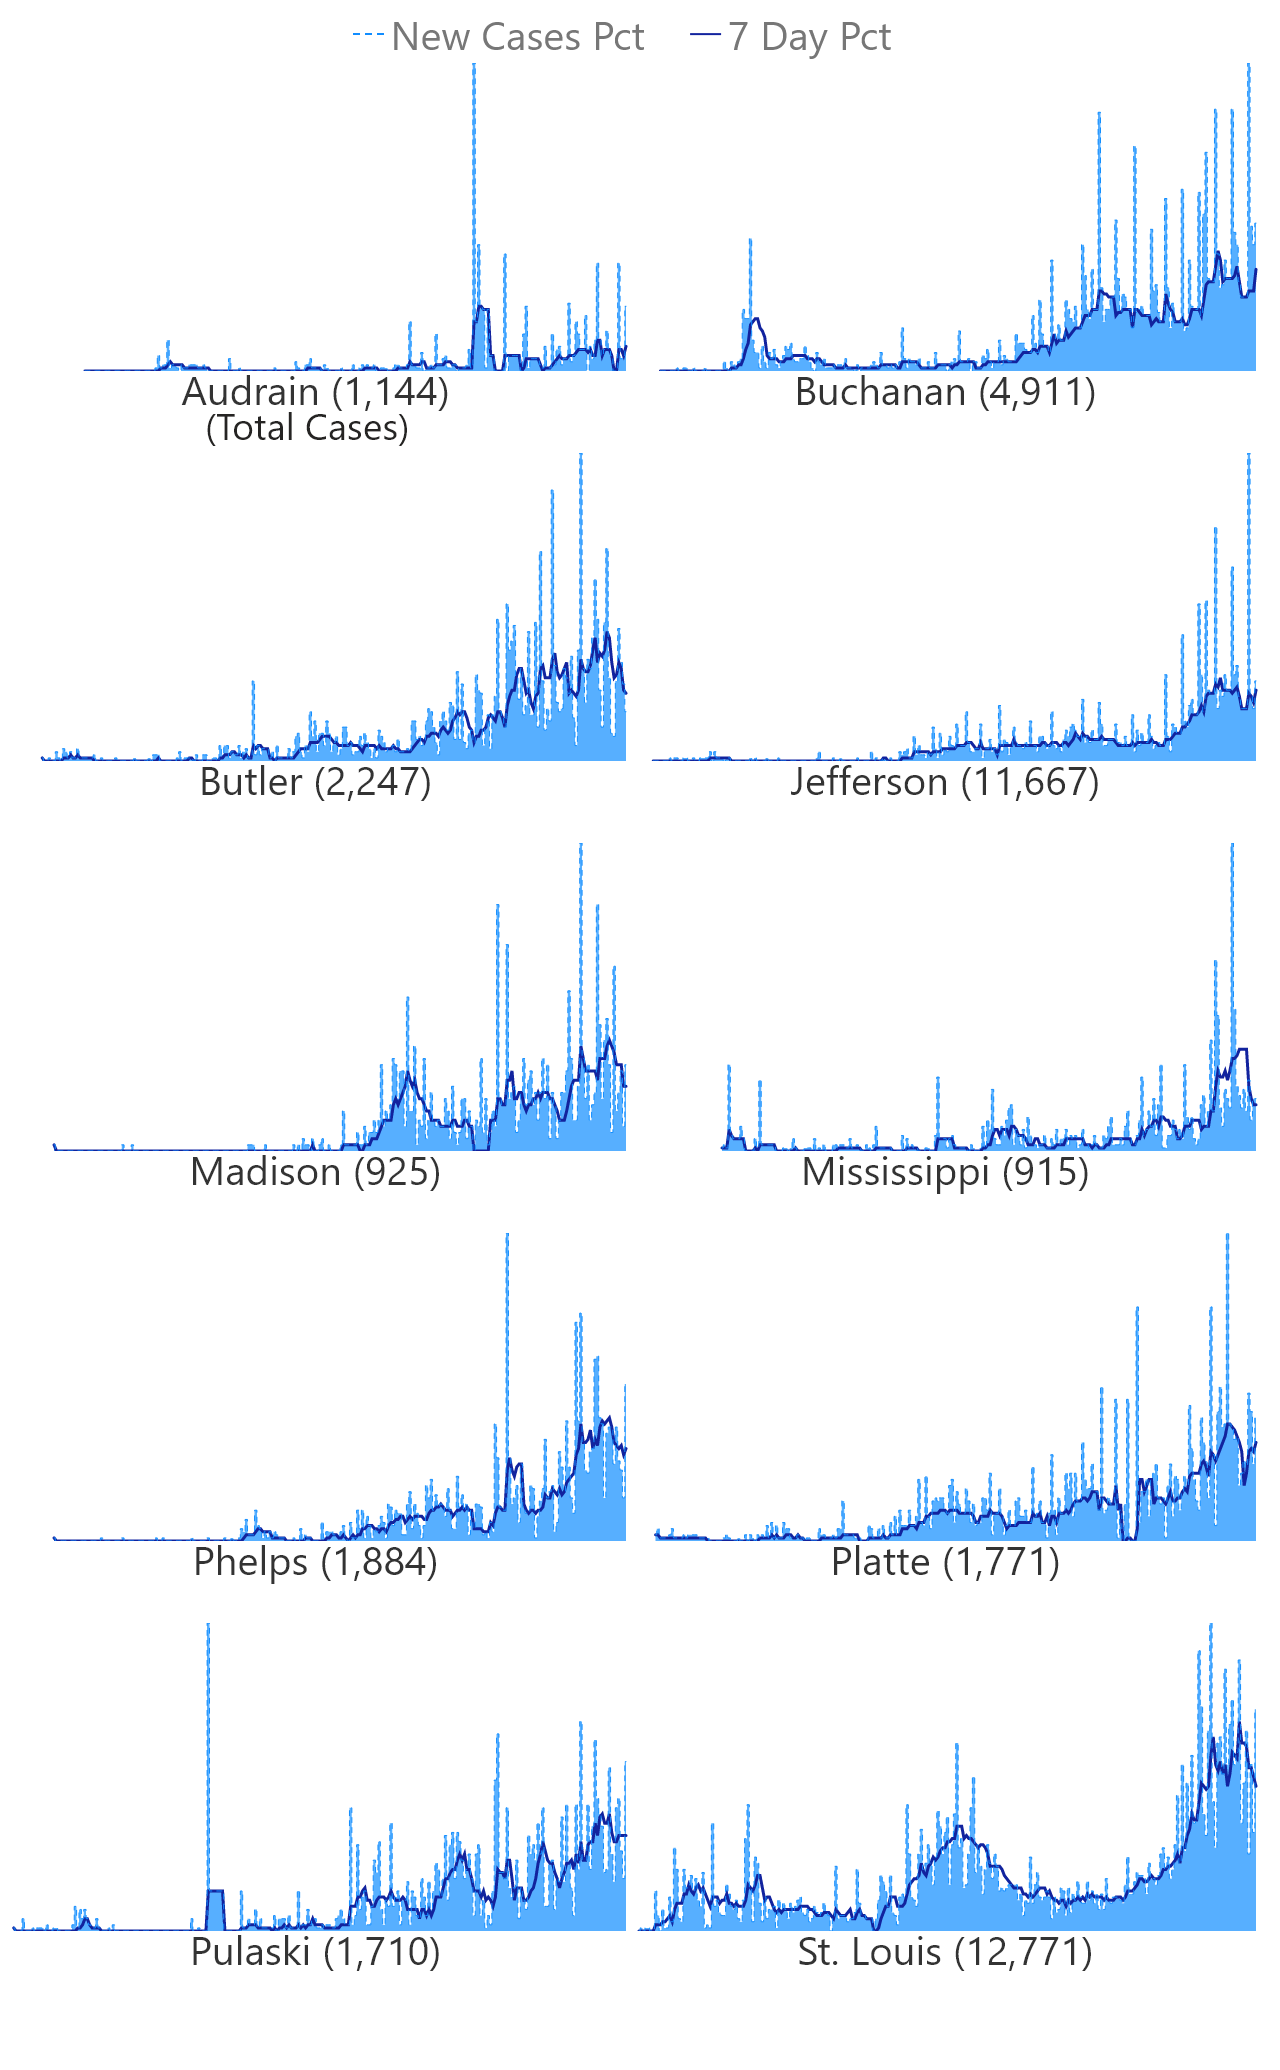 New Cases Pct 7 Day Pct
Audrain (1,144) Buchanan (4,911)
(Total Cases)
Butler (2,247) Jefferson (11,667)
Madison (925) Mississippi (915)
Phelps (1,884) Platte (1,771)
Pulaski (1,710) St. Louis (12,771)